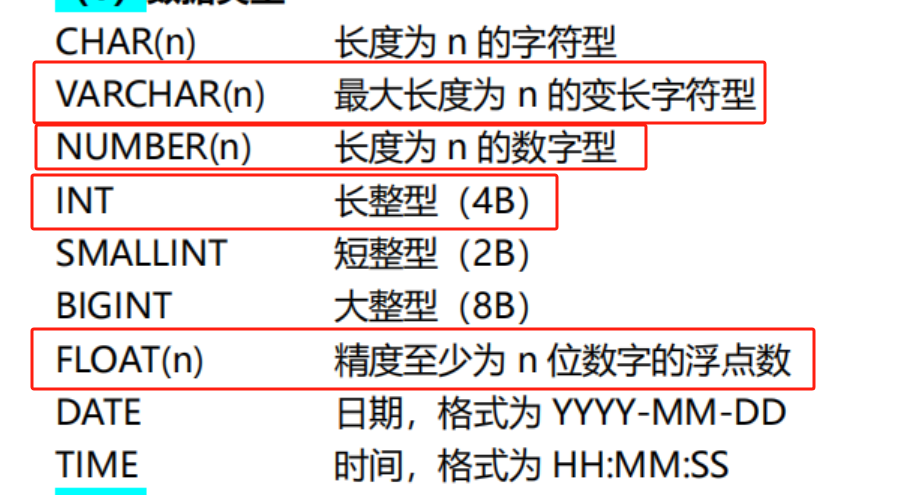 CHAR(n) 长度为 n 的字符型
VARCHAR(n) 最大长度为 n 的变长字符型
NUMBER(n) 长度为 n 的数字型
INT 长整型（4B）
SMALLINT 短整型（2B）
BIGINT 大整型（8B）
FLOAT(n) 精度至少为 n 位数字的浮点数
DATE 日期，格式为 YYYY-MM-DD
TIME 时间，格式为 HH:MM:SS